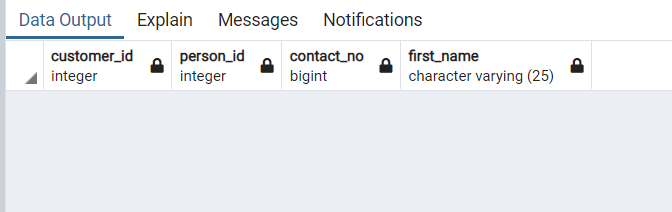 Data Output Explain Messages Notifications
customer_id person_id contact_no first_name
integer integer bigint character varying (25)